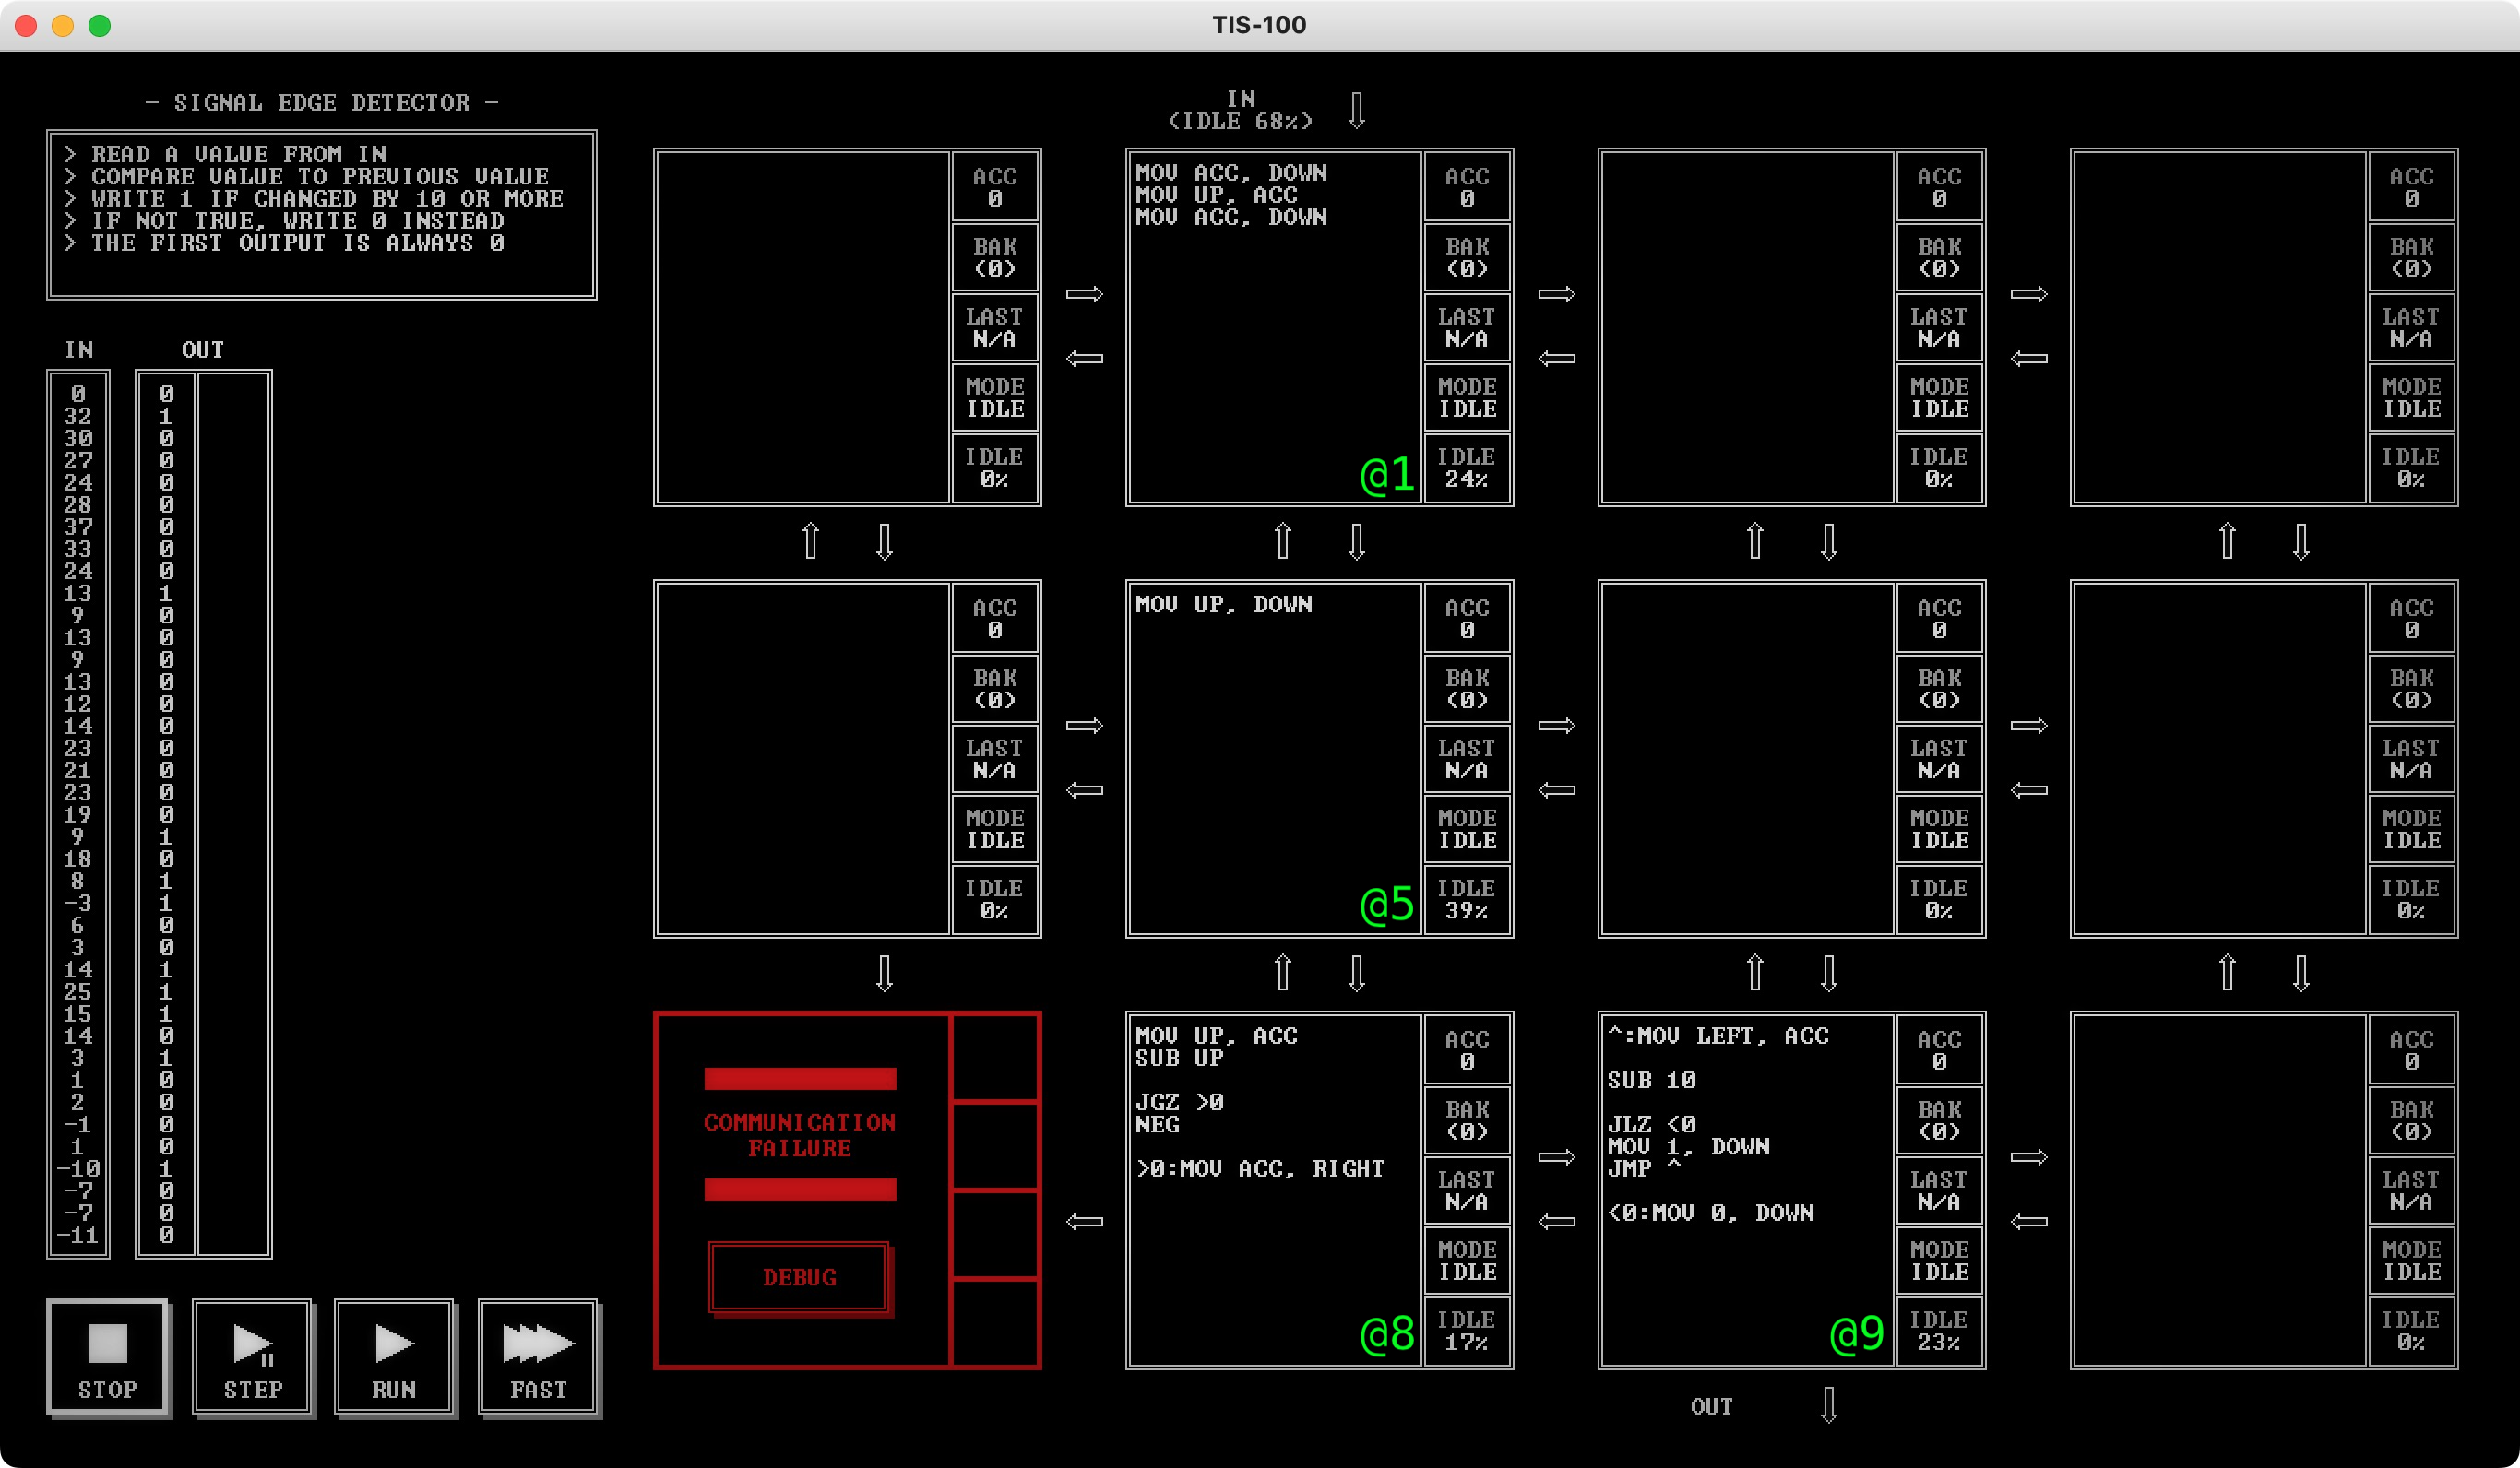 TIS-100
- SIGNAL EDGE DETECTOR -
> READ A VALUE FROM IN
> COMPARE VALUE TO PREVIOUS VALUE
> WRITE 1 IF CHANGED BY 10 OR MORE
> IF NOT TRUE, WRITE 0 INSTEAD
> THE FIRST OUTPUT IS ALWAYS 0
IN OUT
0 0
32 1
30 0
27 0
24 0
28 0
37 0
33 0
24 0
13 1
9 0
13 0
9 0
13 0
12 0
14 0
23 0
21 0
23 0
19 0
9 1
18 0
8 1
-3 1
6 0
3 0
14 1
25 1
15 1
14 0
3 1
1 0
2 0
-1 0
1 0
-10 1
-7 0
-7 0
-11 0
STOP
STEP
RUN
FAST
IN
(IDLE 68%)
ACC
0
BAK
(0)
LAST
N/A
MODE
IDLE
IDLE
0%
MOV ACC, DOWN
MOV UP, ACC
MOV ACC, DOWN
@1
ACC
0
BAK
(0)
LAST
N/A
MODE
IDLE
IDLE
24%
ACC
0
BAK
(0)
LAST
N/A
MODE
IDLE
IDLE
0%
ACC
0
BAK
(0)
LAST
N/A
MODE
IDLE
IDLE
0%
ACC
0
BAK
(0)
LAST
N/A
MODE
IDLE
IDLE
0%
MOV UP, DOWN
@5
ACC
0
BAK
(0)
LAST
N/A
MODE
IDLE
IDLE
39%
ACC
0
BAK
(0)
LAST
N/A
MODE
IDLE
IDLE
0%
ACC
0
BAK
(0)
LAST
N/A
MODE
IDLE
IDLE
0%
COMMUNICATION
FAILURE
DEBUG
MOV UP, ACC
SUB UP
JGZ >0
NEG
>0:MOV ACC, RIGHT
@8
ACC
0
BAK
(0)
LAST
N/A
MODE
IDLE
IDLE
17%
^:MOV LEFT, ACC
SUB 10
JLZ <0
MOV 1, DOWN
JMP ^
<0:MOV 0, DOWN
@9
ACC
0
BAK
(0)
LAST
N/A
MODE
IDLE
IDLE
23%
ACC
0
BAK
(0)
LAST
N/A
MODE
IDLE
IDLE
0%
OUT